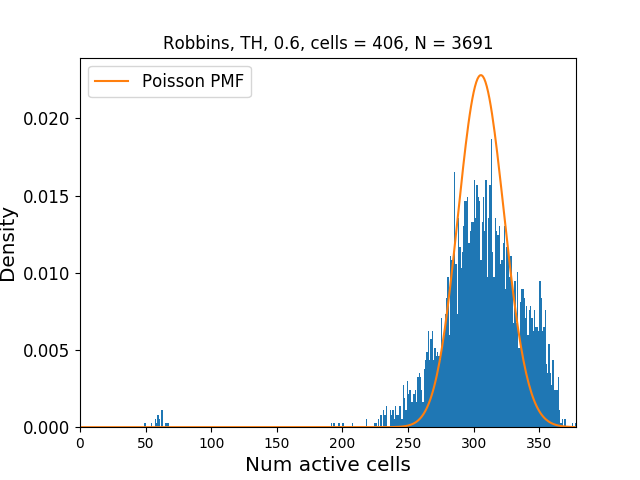 Robbins, TH, 0.6, cells = 406, N = 3691
Poisson PMF
0.020
0.015
0.010
0.005
0.000
Density
0 50 100 150 200 250 300 350
Num active cells